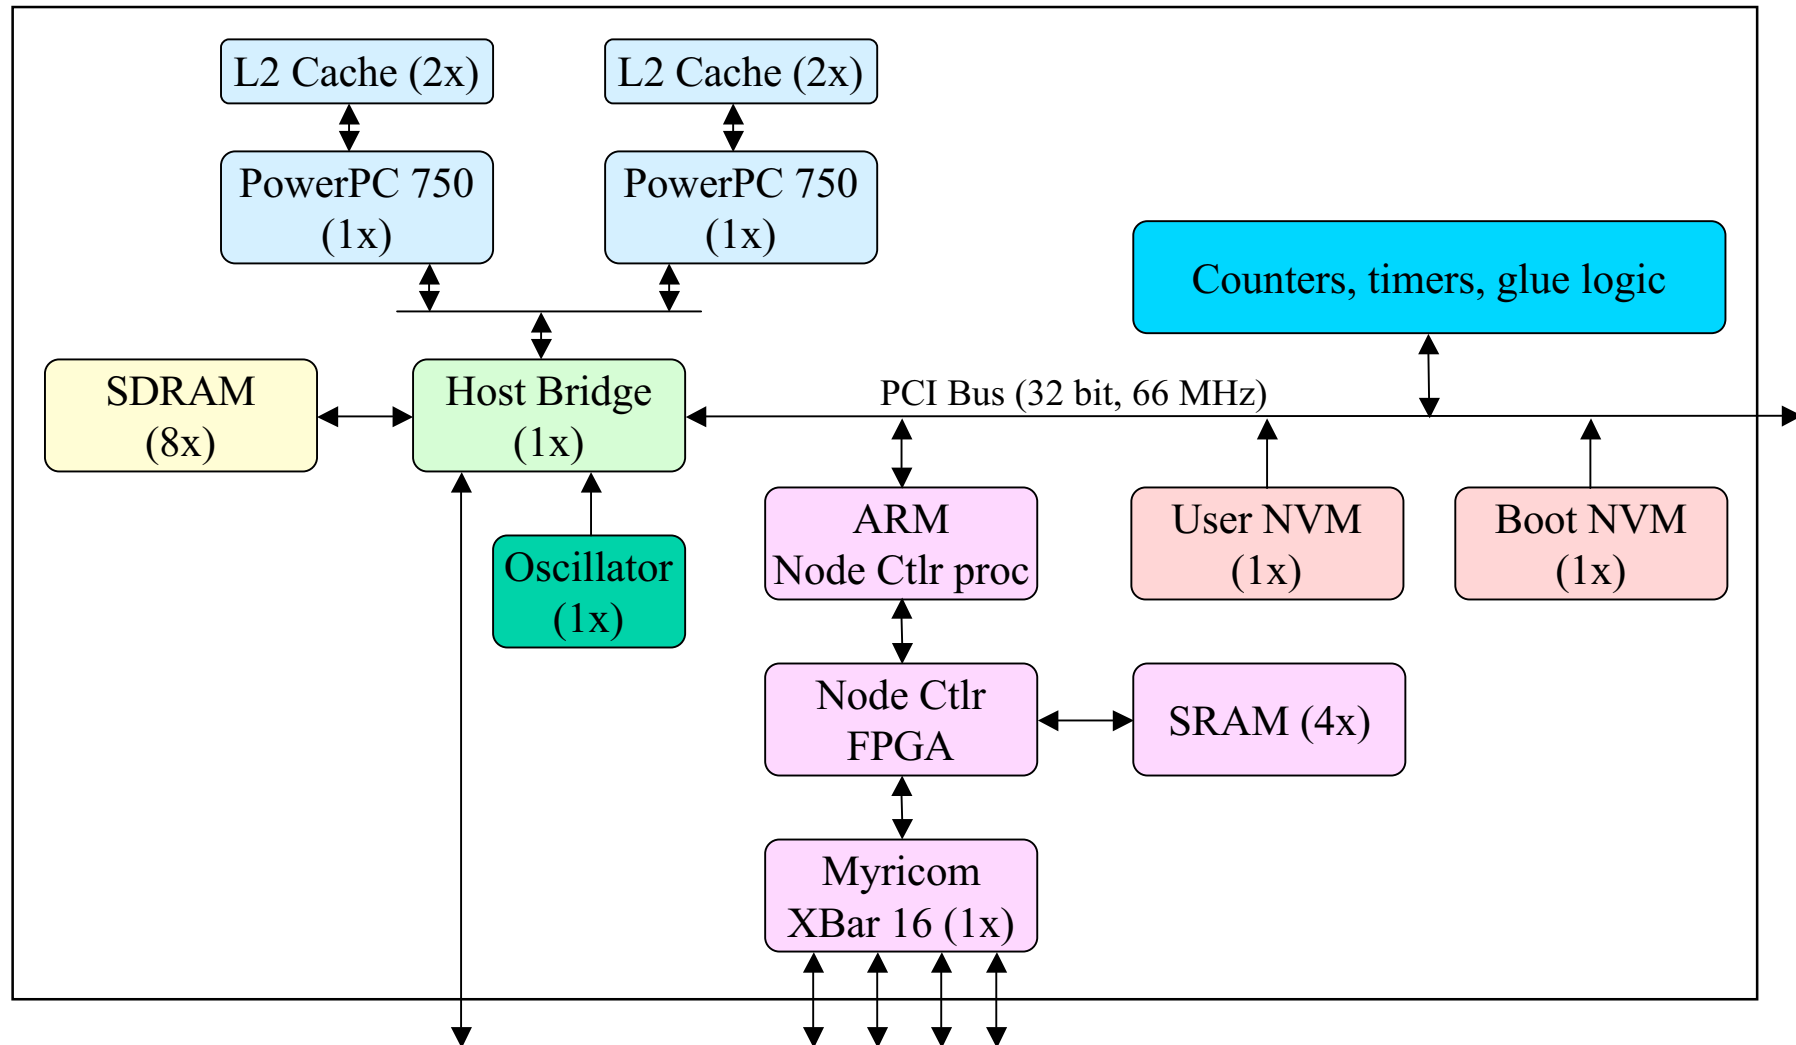 L2 Cache (2x)
L2 Cache (2x)
PowerPC 750
(1x)
PowerPC 750
(1x)
Counters, timers, glue logic
SDRAM
(8x)
Host Bridge
(1x)
PCI Bus (32 bit, 66 MHz)
Oscillator
(1x)
ARM
Node Ctlr proc
User NVM
(1x)
Boot NVM
(1x)
Node Ctlr
FPGA
SRAM (4x)
Myricom
XBar 16 (1x)